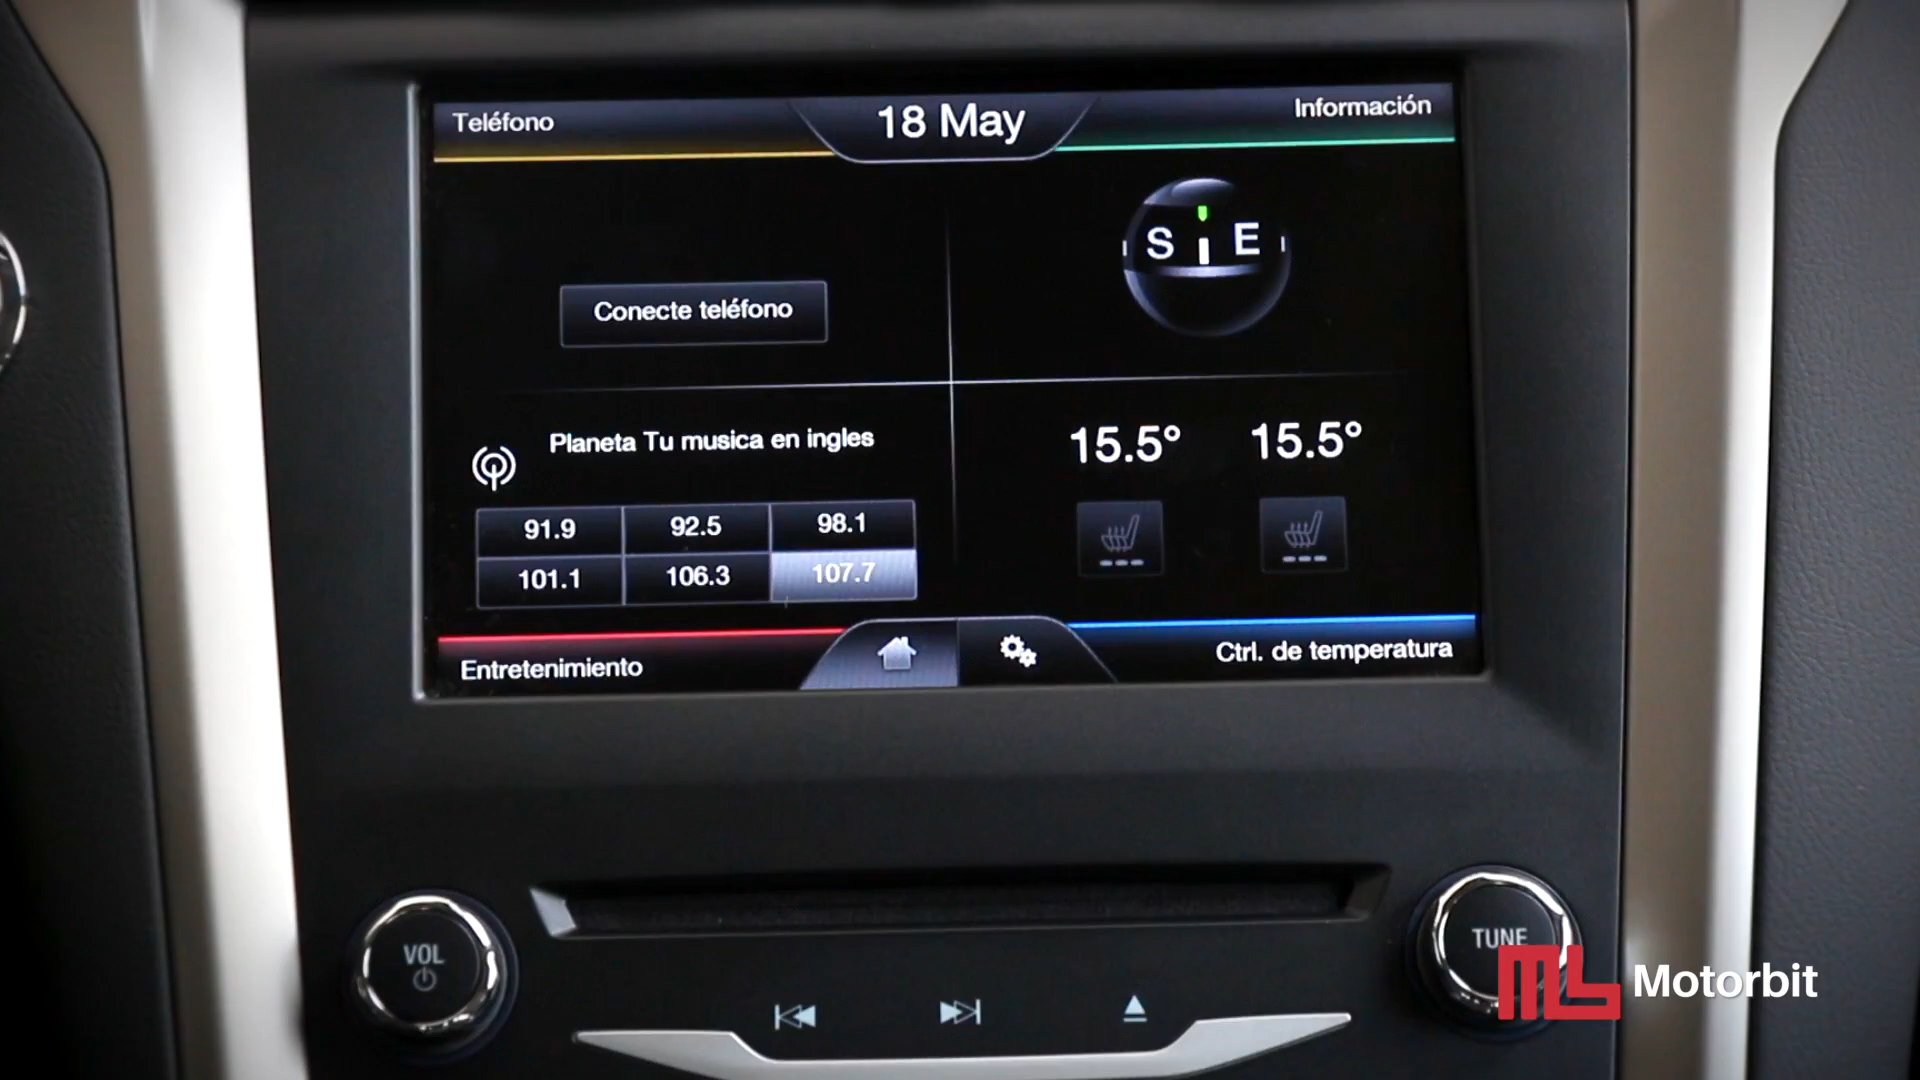 Teléfono
18 May
Información
Conecte teléfono
S E
Planeta Tu musica en ingles
91.9 92.5 98.1
101.1 106.3 107.7
15.5° 15.5°
Entretenimiento
Ctrl. de temperatura
VOL
TUNE
Motorbit